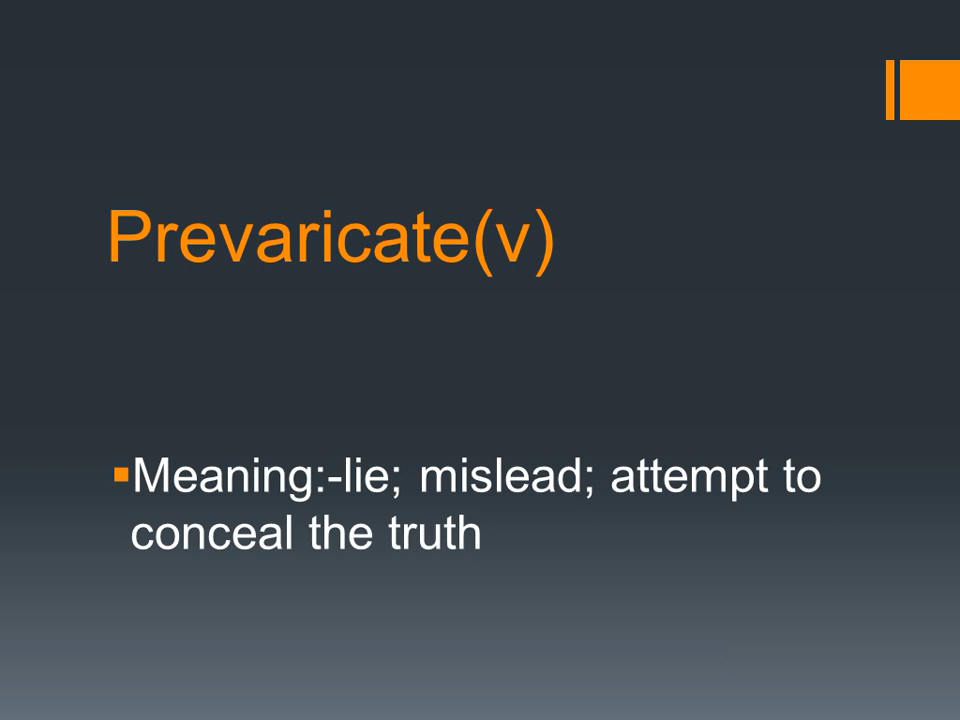 Prevaricate(v)
Meaning:-lie; mislead; attempt to
conceal the truth